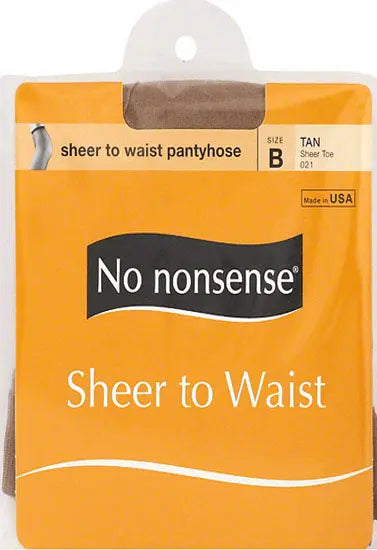 sheer to waist pantyhose
SIZE
B
TAN
Sheer Toe
021
Made in USA
No nonsense®
Sheer to Waist